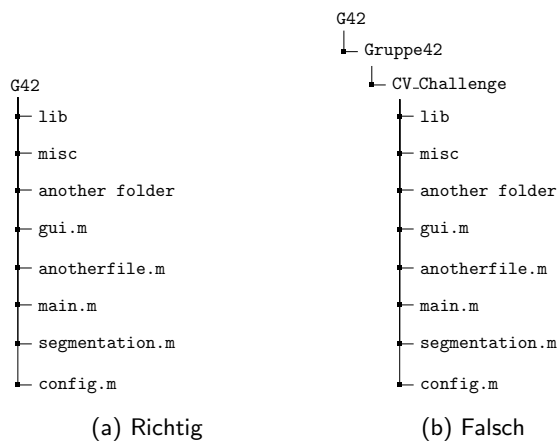 G42
lib
misc
another folder
gui.m
anotherfile.m
main.m
segmentation.m
config.m
(a) Richtig
G42
Gruppe42
CV_Challenge
lib
misc
another folder
gui.m
anotherfile.m
main.m
segmentation.m
config.m
(b) Falsch